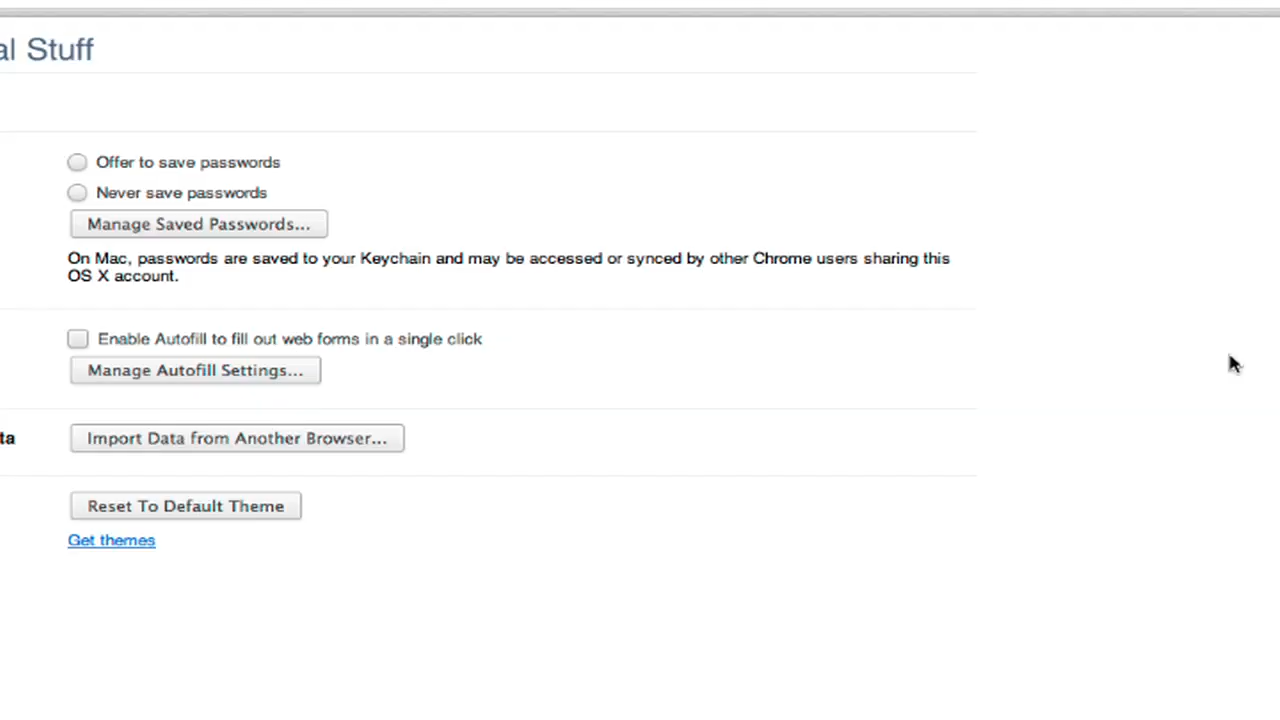 al Stuff
Offer to save passwords
Never save passwords
Manage Saved Passwords...
On Mac, passwords are saved to your Keychain and may be accessed or synced by other Chrome users sharing this
OS X account.
Enable Autofill to fill out web forms in a single click
Manage Autofill Settings...
ta Import Data from Another Browser...
Reset To Default Theme
Get themes